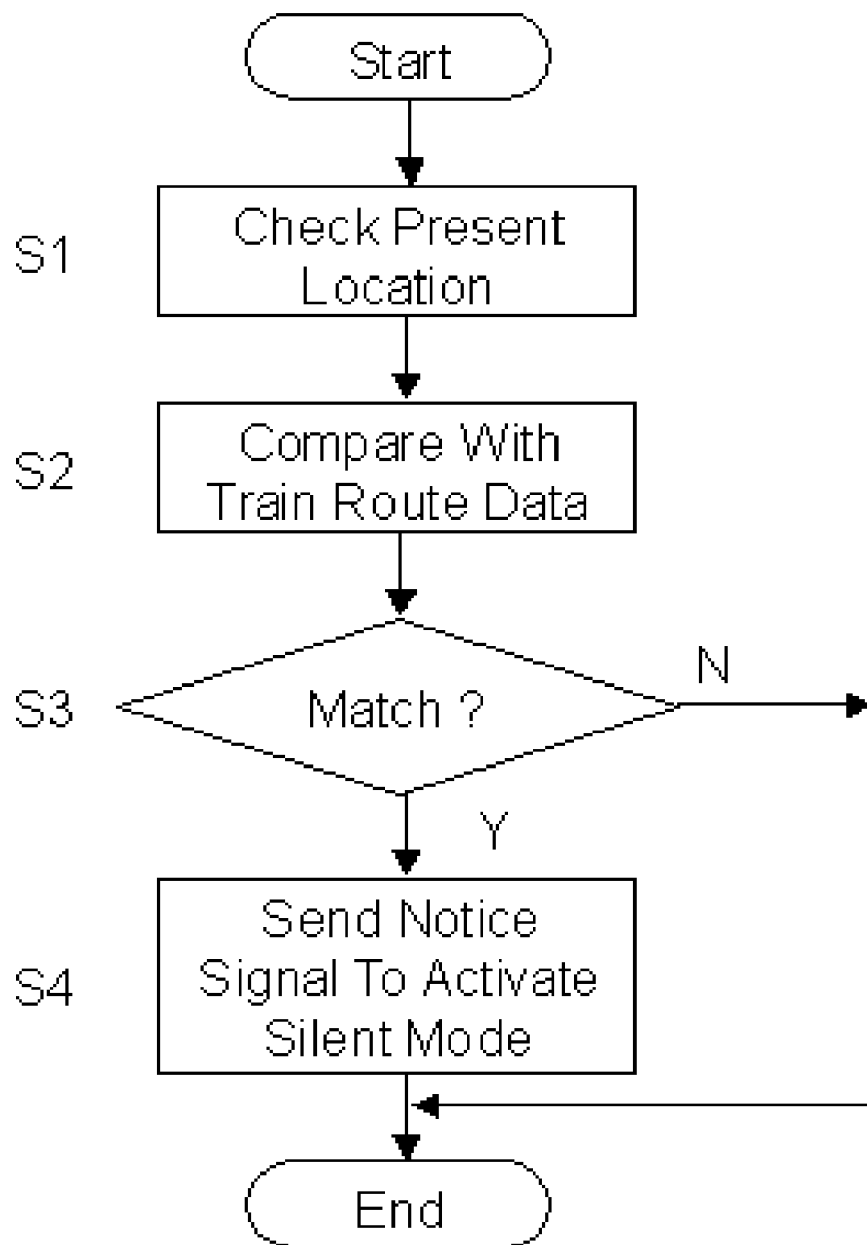 Start
S1
Check Present
Location
S2
Compare With
Train Route Data
S3
Match ?
N
Y
S4
Send Notice
Signal To Activate
Silent Mode
End